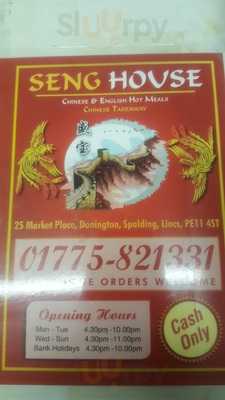 Slurpy
SENG HOUSE
CHINESE & ENGLISH HOT MEALS
CHINESE TAKEAWAY
25 Market Place, Donington, Spalding, Lincs, PE11 4ST
01775-821331
ORDERS WELCOME
Opening Hours
Mon - Tue 4.30pm -10.00pm
Wed - Sun 4.30pm -11.00pm
Bank Holidays 4.30pm -10.00pm
Cash
Only